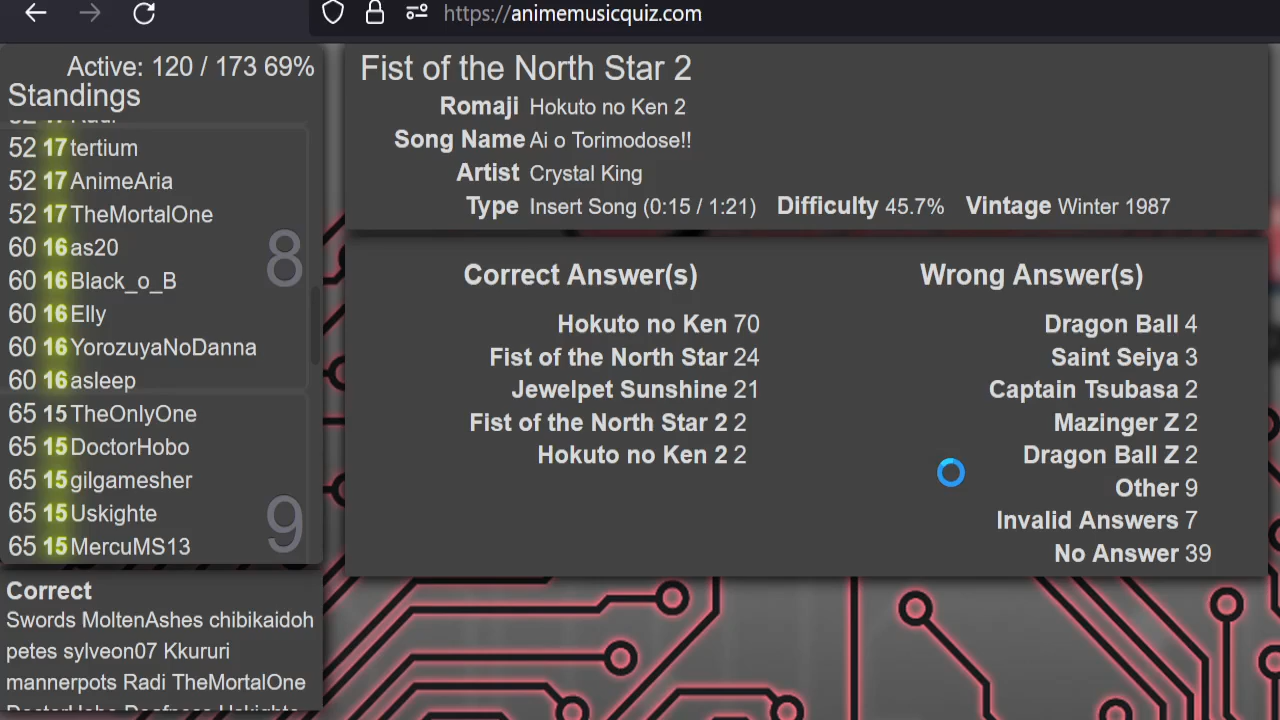 https://animemusicquiz.com
Active: 120 / 173 69%
Standings
52 17 tertium
52 17 AnimeAria
52 17 TheMortalOne
60 16 as20
60 16 Black_o_B
60 16 Elly
60 16 YorozuyaNoDanna
60 16 asleep
8
65 15 TheOnlyOne
65 15 DoctorHobo
65 15 gilgamesher
65 15 Uskighte
65 15 MercuMS13
9
Correct
Swords MoltenAshes chibikaidoh
petes sylveon07 Kkururi
mannerpots Radi TheMortalOne
DoctorHobo Deafness Uskighte
Fist of the North Star 2
Romaji Hokuto no Ken 2
Song Name Ai o Torimodose!!
Artist Crystal King
Type Insert Song (0:15 / 1:21) Difficulty 45.7% Vintage Winter 1987
Correct Answer(s)
Hokuto no Ken 70
Fist of the North Star 24
Jewelpet Sunshine 21
Fist of the North Star 2 2
Hokuto no Ken 2 2
Wrong Answer(s)
Dragon Ball 4
Saint Seiya 3
Captain Tsubasa 2
Mazinger Z 2
Dragon Ball Z 2
Other 9
Invalid Answers 7
No Answer 39